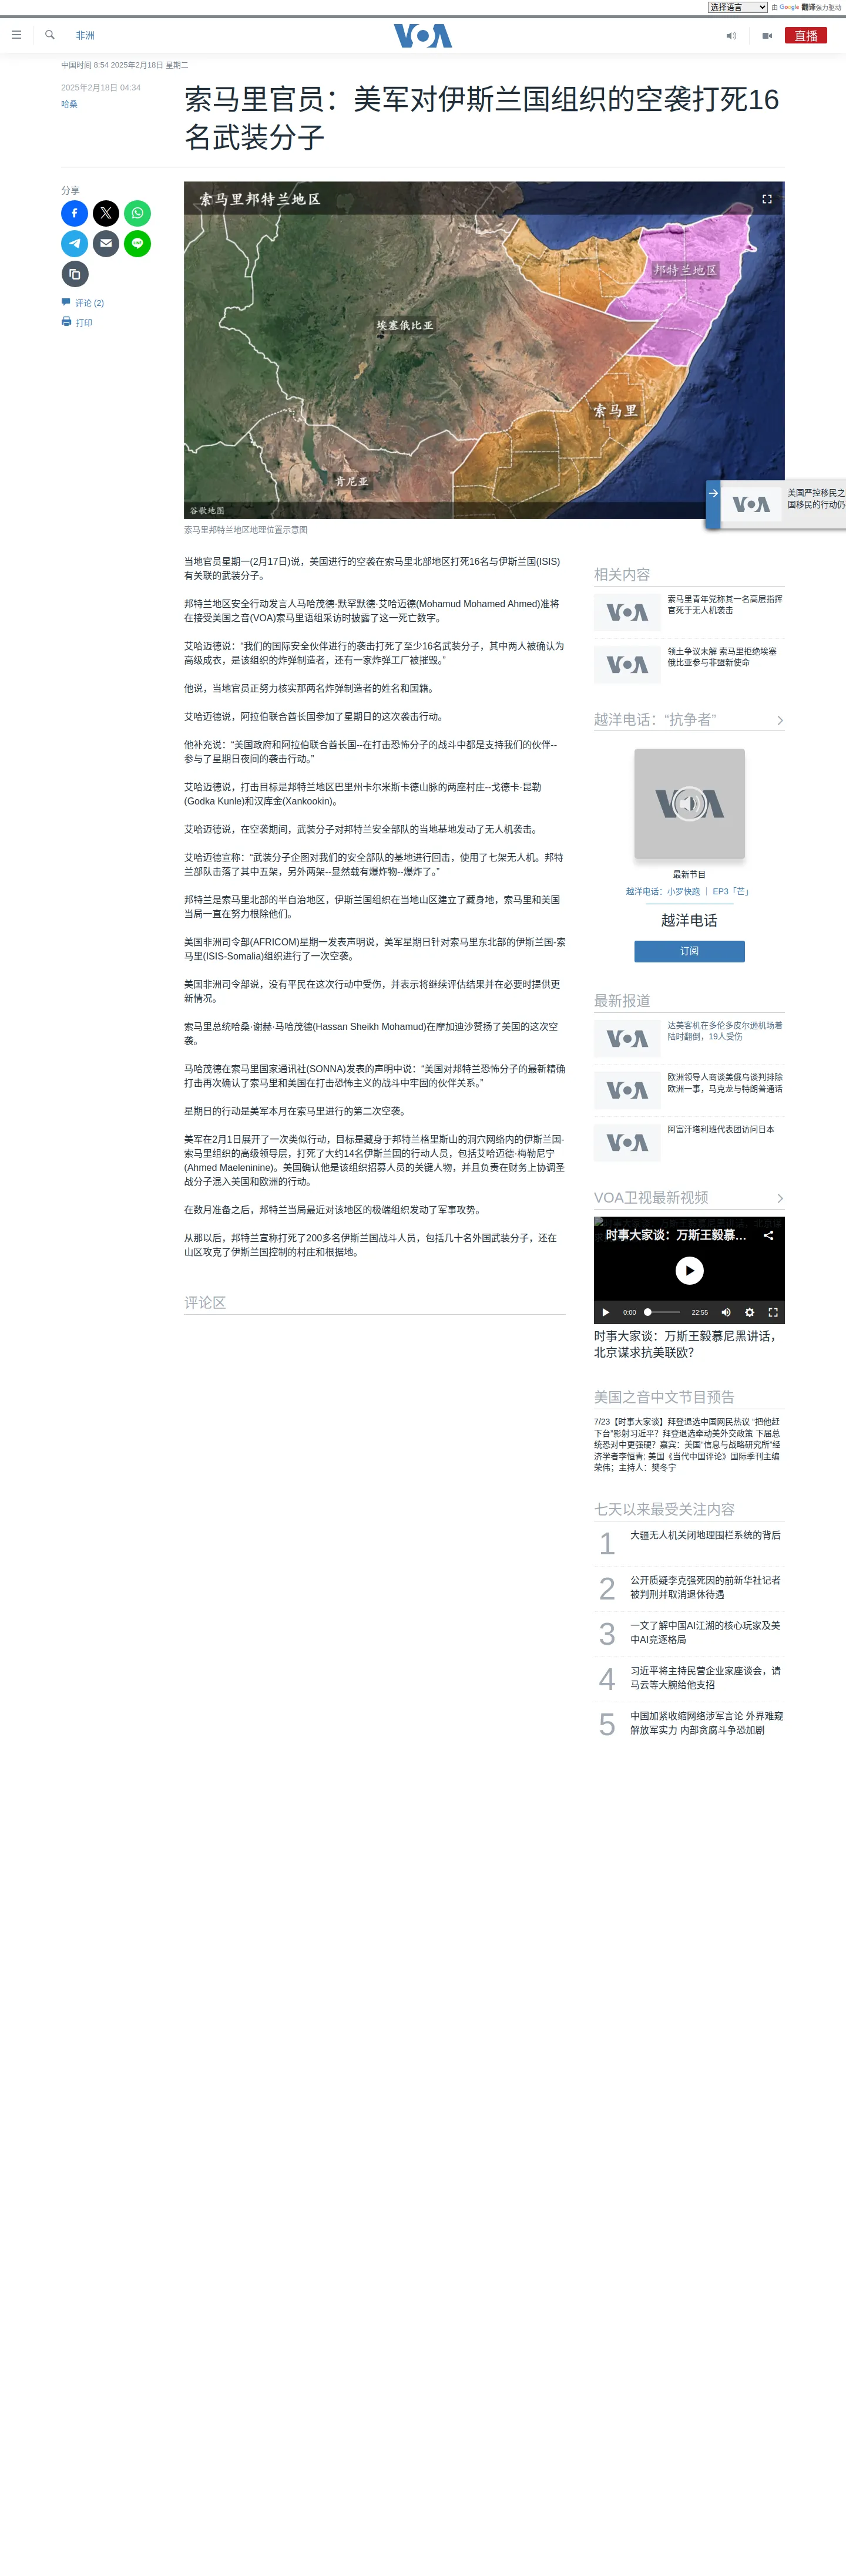 选择语言
由 Google 翻译强力驱动
非洲
VOA
直播
中国时间 8:54 2025年2月18日 星期二
2025年2月18日 04:34
哈桑
索马里官员：美军对伊斯兰国组织的空袭打死16
名武装分子
分享
评论 (2)
打印
索马里邦特兰地区
邦特兰地区
埃塞俄比亚
索马里
肯尼亚
谷歌地图
索马里邦特兰地区地理位置示意图
美国严控移民之
国移民的行动仍
当地官员星期一(2月17日)说，美国进行的空袭在索马里北部地区打死16名与伊斯兰国(ISIS)
有关联的武装分子。
邦特兰地区安全行动发言人马哈茂德·默罕默德·艾哈迈德(Mohamud Mohamed Ahmed)准将
在接受美国之音(VOA)索马里语组采访时披露了这一死亡数字。
艾哈迈德说：“我们的国际安全伙伴进行的袭击打死了至少16名武装分子，其中两人被确认为
高级成衣，是该组织的炸弹制造者，还有一家炸弹工厂被摧毁。”
他说，当地官员正努力核实那两名炸弹制造者的姓名和国籍。
艾哈迈德说，阿拉伯联合酋长国参加了星期日的这次袭击行动。
他补充说：“美国政府和阿拉伯联合酋长国--在打击恐怖分子的战斗中都是支持我们的伙伴--
参与了星期日夜间的袭击行动。”
艾哈迈德说，打击目标是邦特兰地区巴里州卡尔米斯卡德山脉的两座村庄--戈德卡·昆勒
(Godka Kunle)和汉库金(Xankookin)。
艾哈迈德说，在空袭期间，武装分子对邦特兰安全部队的当地基地发动了无人机袭击。
艾哈迈德宣称：“武装分子企图对我们的安全部队的基地进行回击，使用了七架无人机。邦特
兰部队击落了其中五架，另外两架--显然载有爆炸物--爆炸了。”
邦特兰是索马里北部的半自治地区，伊斯兰国组织在当地山区建立了藏身地，索马里和美国
当局一直在努力根除他们。
美国非洲司令部(AFRICOM)星期一发表声明说，美军星期日针对索马里东北部的伊斯兰国-索
马里(ISIS-Somalia)组织进行了一次空袭。
美国非洲司令部说，没有平民在这次行动中受伤，并表示将继续评估结果并在必要时提供更
新情况。
索马里总统哈桑·谢赫·马哈茂德(Hassan Sheikh Mohamud)在摩加迪沙赞扬了美国的这次空
袭。
马哈茂德在索马里国家通讯社(SONNA)发表的声明中说：“美国对邦特兰恐怖分子的最新精确
打击再次确认了索马里和美国在打击恐怖主义的战斗中牢固的伙伴关系。”
星期日的行动是美军本月在索马里进行的第二次空袭。
美军在2月1日展开了一次类似行动，目标是藏身于邦特兰格里斯山的洞穴网络内的伊斯兰国-
索马里组织的高级领导层，打死了大约14名伊斯兰国的行动人员，包括艾哈迈德·梅勒尼宁
(Ahmed Maeleninine)。美国确认他是该组织招募人员的关键人物，并且负责在财务上协调圣
战分子混入美国和欧洲的行动。
在数月准备之后，邦特兰当局最近对该地区的极端组织发动了军事攻势。
从那以后，邦特兰宣称打死了200多名伊斯兰国战斗人员，包括几十名外国武装分子，还在
山区攻克了伊斯兰国控制的村庄和根据地。
评论区
相关内容
VOA
索马里青年党称其一名高层指挥
官死于无人机袭击
VOA
领土争议未解 索马里拒绝埃塞
俄比亚参与非盟新使命
越洋电话：“抗争者”
最新节目
越洋电话：小罗快跑 ｜ EP3「芒」
越洋电话
订阅
最新报道
VOA
达美客机在多伦多皮尔逊机场着
陆时翻倒，19人受伤
VOA
欧洲领导人商谈美俄乌谈判排除
欧洲一事，马克龙与特朗普通话
VOA
阿富汗塔利班代表团访问日本
VOA卫视最新视频
时事大家谈：万斯王毅慕...
0:00
22:55
时事大家谈：万斯王毅慕尼黑讲话，
北京谋求抗美联欧？
美国之音中文节目预告
7/23【时事大家谈】拜登退选中国网民热议 “把他赶
下台”影射习近平？拜登退选牵动美外交政策 下届总
统恐对中更强硬？嘉宾：美国“信息与战略研究所”经
济学者李恒青; 美国《当代中国评论》国际季刊主编
荣伟；主持人：樊冬宁
七天以来最受关注内容
1
大疆无人机关闭地理围栏系统的背后
2
公开质疑李克强死因的前新华社记者
被判刑并取消退休待遇
3
一文了解中国AI江湖的核心玩家及美
中AI竞逐格局
4
习近平将主持民营企业家座谈会，请
马云等大腕给他支招
5
中国加紧收缩网络涉军言论 外界难窥
解放军实力 内部贪腐斗争恐加剧